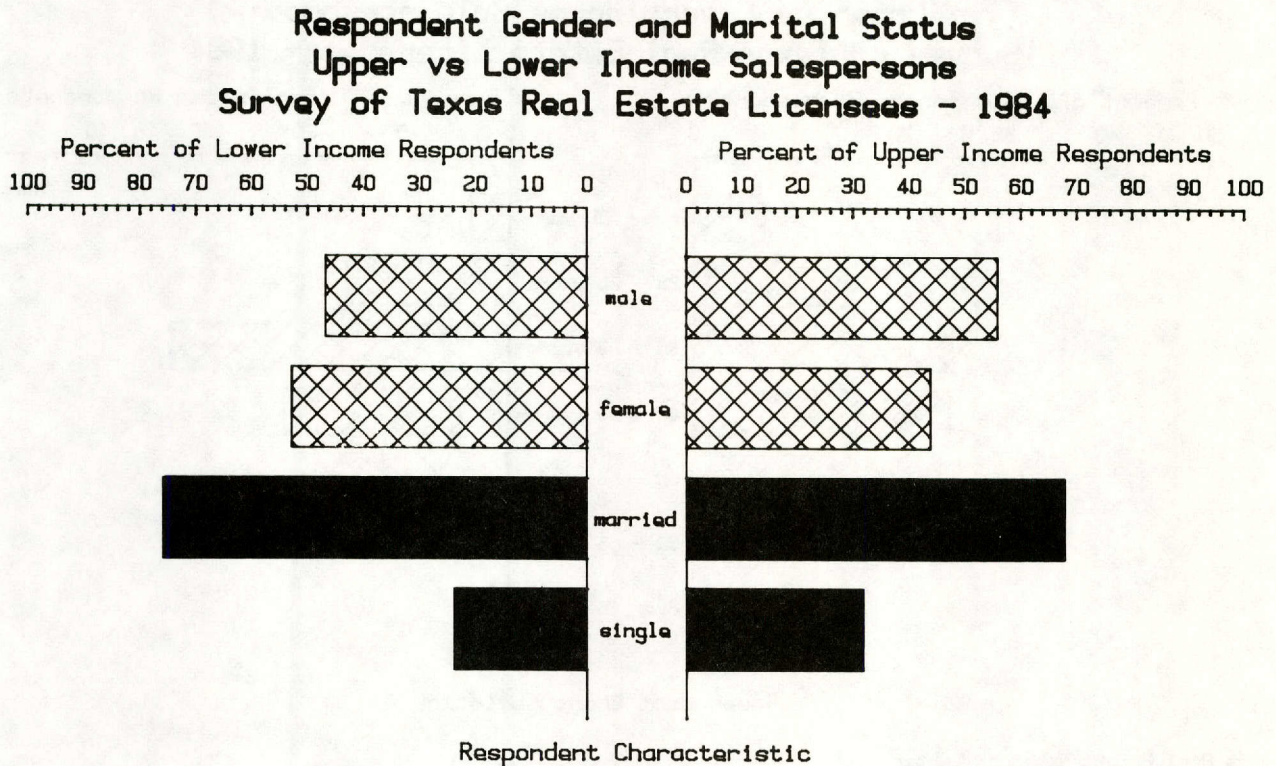 Respondent Gender and Marital Status
Upper vs Lower Income Salespersons
Survey of Texas Real Estate Licensees - 1984
Percent of Lower Income Respondents
Percent of Upper Income Respondents
100 90 80 70 60 50 40 30 20 10 0
0 10 20 30 40 50 60 70 80 90 100
male
female
married
single
Respondent Characteristic